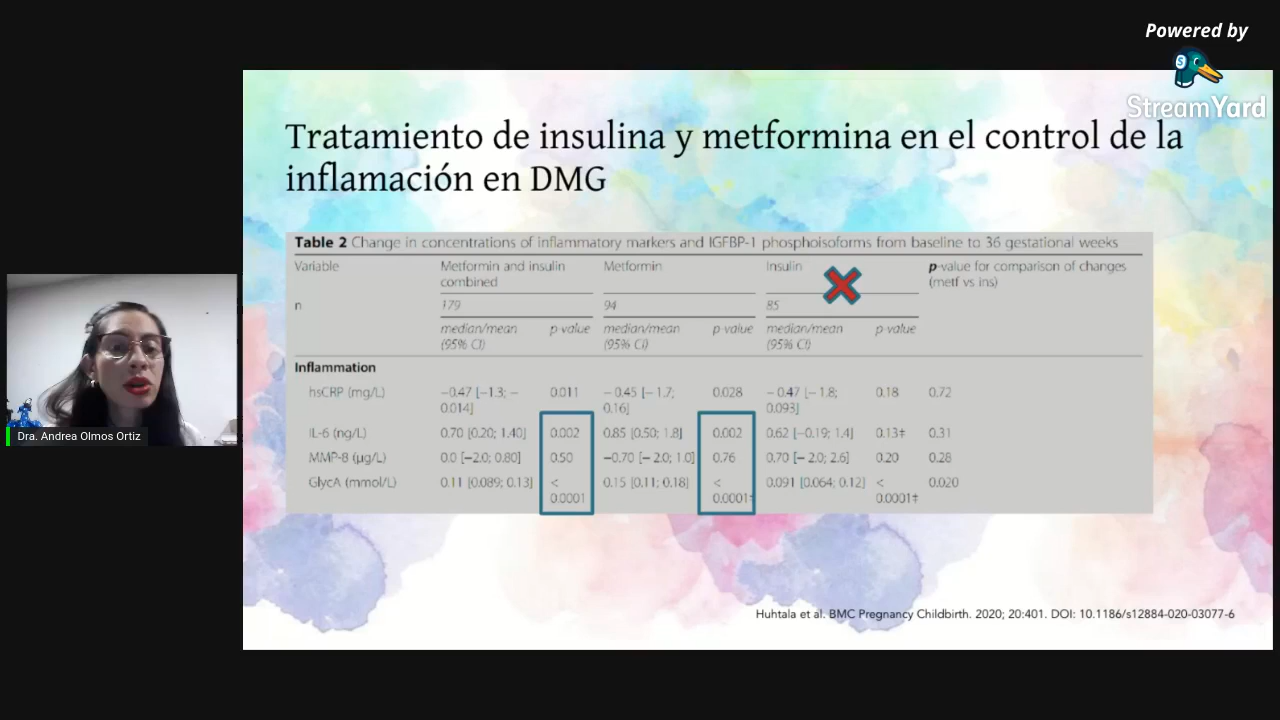 Powered by
StreamYard
Tratamiento de insulina y metformina en el control de la
inflamación en DMG
Table 2 Change in concentrations of inflammatory markers and IGFBP-1 phosphoisoforms from baseline to 36 gestational weeks
Variable Metformin and insulin combined Metformin Insulin p-value for comparison of changes (metf vs ins)
n 179 94 85
median/mean (95% CI) p-value median/mean (95% CI) p-value median/mean (95% CI) p-value
Inflammation
hsCRP (mg/L) −0.47 [−1.3; −0.014] 0.011 − 0.45 [− 1.7; 0.16] 0.028 − 0.47 [− 1.8; 0.093] 0.18 0.72
IL-6 (ng/L) 0.70 [0.20; 1.40] 0.002 0.85 [0.50; 1.8] 0.002 0.62 [−0.19; 1.4] 0.13‡ 0.31
MMP-8 (µg/L) 0.0 [−2.0; 0.80] 0.50 −0.70 [− 2.0; 1.0] 0.76 0.70 [− 2.0; 2.6] 0.20 0.28
GlycA (mmol/L) 0.11 [0.089; 0.13] < 0.0001 0.15 [0.11; 0.18] < 0.0001‡ 0.091 [0.064; 0.12] < 0.0001‡ 0.020
Dra. Andrea Olmos Ortiz
Huhtala et al. BMC Pregnancy Childbirth. 2020; 20:401. DOI: 10.1186/s12884-020-03077-6